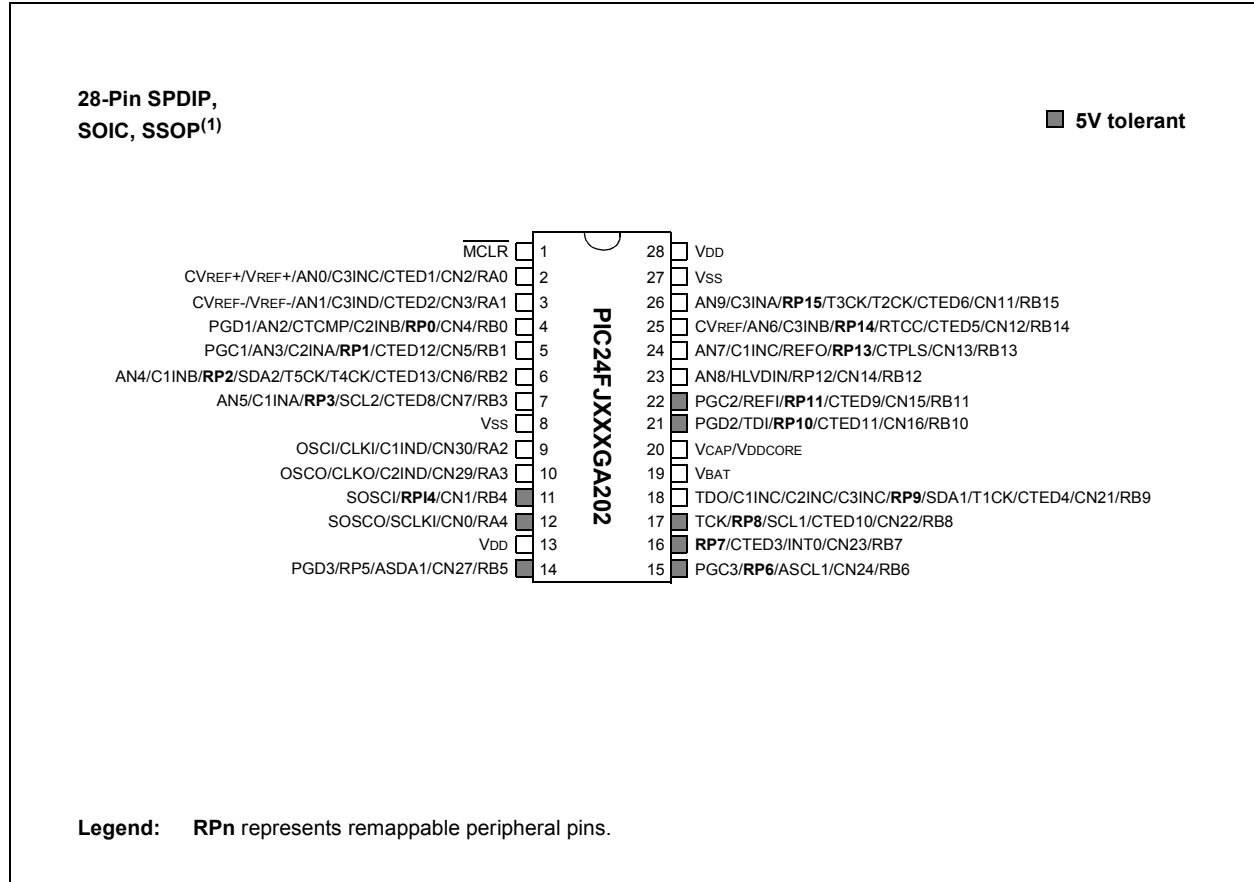 28-Pin SPDIP,
SOIC, SSOP(1)
5V tolerant
MCLR 1
CVREF+/VREF+/AN0/C3INC/CTED1/CN2/RA0 2
CVREF-/VREF-/AN1/C3IND/CTED2/CN3/RA1 3
PGD1/AN2/CTCMP/C2INB/RP0/CN4/RB0 4
PGC1/AN3/C2INA/RP1/CTED12/CN5/RB1 5
AN4/C1INB/RP2/SDA2/T5CK/T4CK/CTED13/CN6/RB2 6
AN5/C1INA/RP3/SCL2/CTED8/CN7/RB3 7
VSS 8
OSCI/CLKI/C1IND/CN30/RA2 9
OSCO/CLKO/C2IND/CN29/RA3 10
SOSCI/RPI4/CN1/RB4 11
SOSCO/SCLKI/CN0/RA4 12
VDD 13
PGD3/RP5/ASDA1/CN27/RB5 14
PIC24FJXXXGA202
28 VDD
27 VSS
26 AN9/C3INA/RP15/T3CK/T2CK/CTED6/CN11/RB15
25 CVREF/AN6/C3INB/RP14/RTCC/CTED5/CN12/RB14
24 AN7/C1INC/REFO/RP13/CTPLS/CN13/RB13
23 AN8/HLVDIN/RP12/CN14/RB12
22 PGC2/REFI/RP11/CTED9/CN15/RB11
21 PGD2/TDI/RP10/CTED11/CN16/RB10
20 VCAP/VDDCORE
19 VBAT
18 TDO/C1INC/C2INC/C3INC/RP9/SDA1/T1CK/CTED4/CN21/RB9
17 TCK/RP8/SCL1/CTED10/CN22/RB8
16 RP7/CTED3/INT0/CN23/RB7
15 PGC3/RP6/ASCL1/CN24/RB6
Legend: RPn represents remappable peripheral pins.